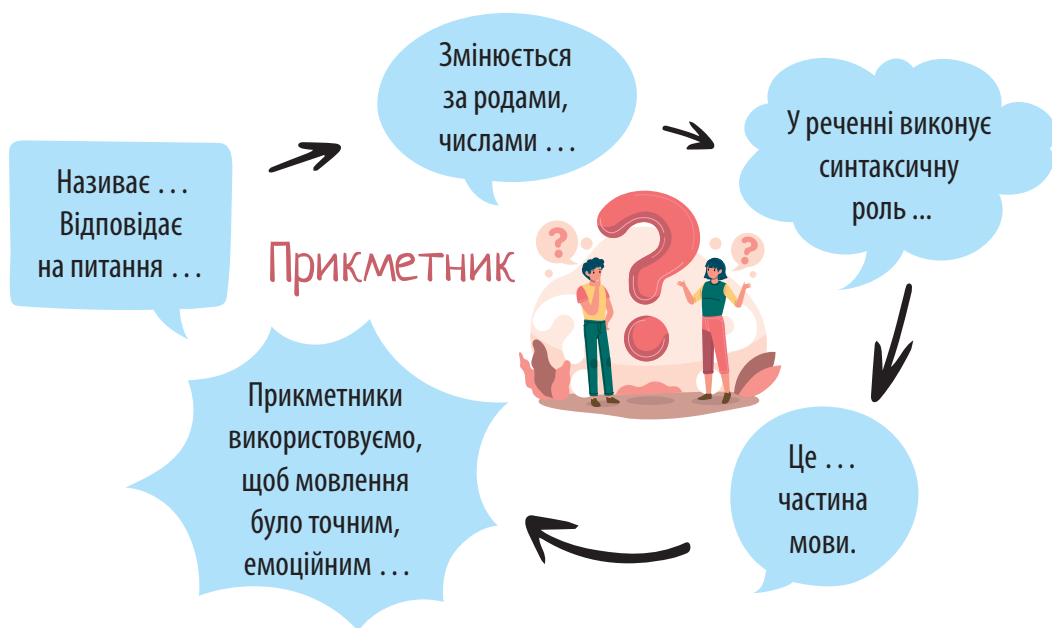 Називає …
Відповідає
на питання …
Змінюється
за родами,
числами …
У реченні виконує
синтаксичну
роль ...
Прикметник
?
?
?
Це …
частина
мови.
Прикметники
використовуємо,
щоб мовлення
було точним,
емоційним …